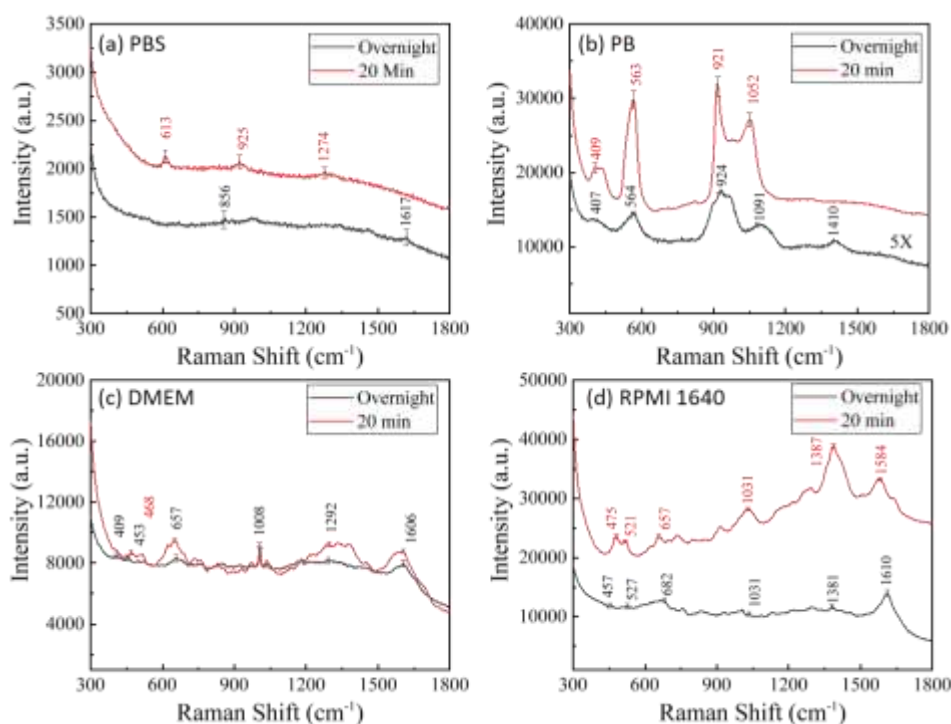 (a) PBS
Overnight
20 Min
613
925
1274
856
1617
3500
3000
2500
2000
1500
1000
500
Intensity (a.u.)
300 600 900 1200 1500 1800
Raman Shift (cm⁻¹)
(b) PB
Overnight
20 min
409
563
921
1052
407
564
924
1091
1410
5X
40000
30000
20000
10000
Intensity (a.u.)
300 600 900 1200 1500 1800
Raman Shift (cm⁻¹)
(c) DMEM
Overnight
20 min
409
453
468
657
1008
1292
1606
20000
16000
12000
8000
4000
Intensity (a.u.)
300 600 900 1200 1500 1800
Raman Shift (cm⁻¹)
(d) RPMI 1640
Overnight
20 min
475
521
657
1031
1387
1584
457
527
682
1031
1381
1610
50000
40000
30000
20000
10000
Intensity (a.u.)
300 600 900 1200 1500 1800
Raman Shift (cm⁻¹)